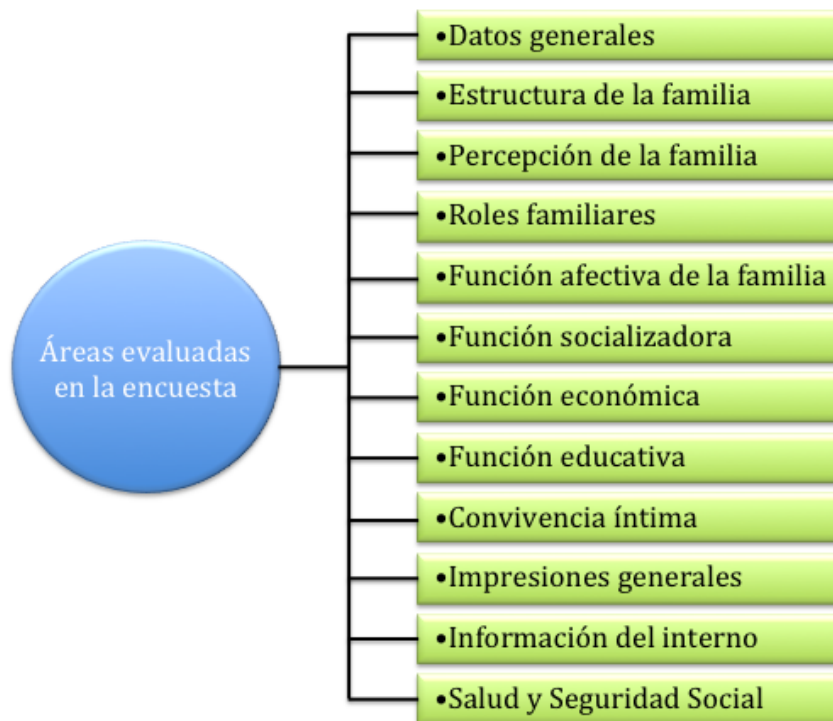 Áreas evaluadas
en la encuesta
•Datos generales
•Estructura de la familia
•Percepción de la familia
•Roles familiares
•Función afectiva de la familia
•Función socializadora
•Función económica
•Función educativa
•Convivencia íntima
•Impresiones generales
•Información del interno
•Salud y Seguridad Social